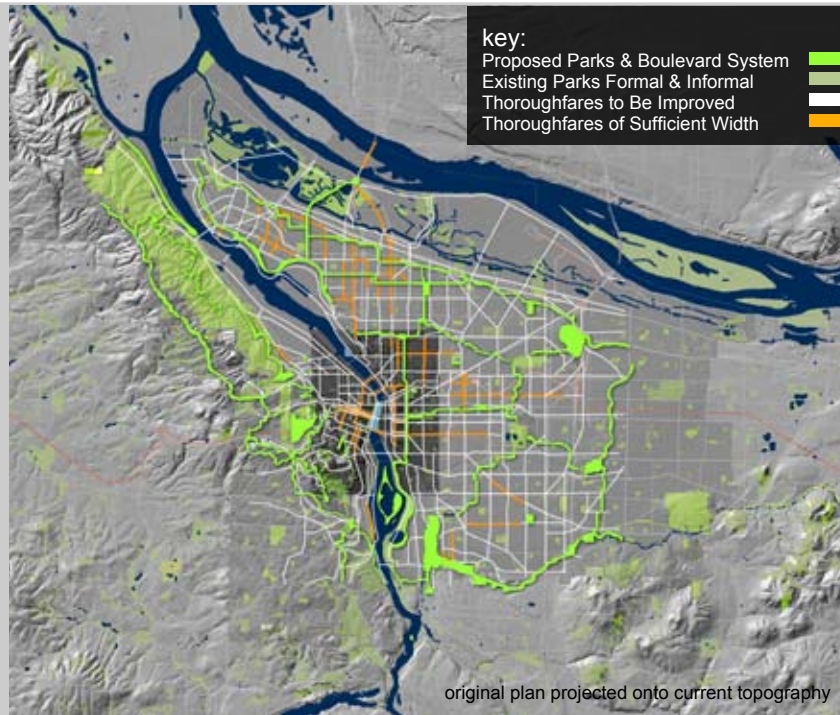 key:
Proposed Parks & Boulevard System
Existing Parks Formal & Informal
Thoroughfares to Be Improved
Thoroughfares of Sufficient Width
original plan projected onto current topography